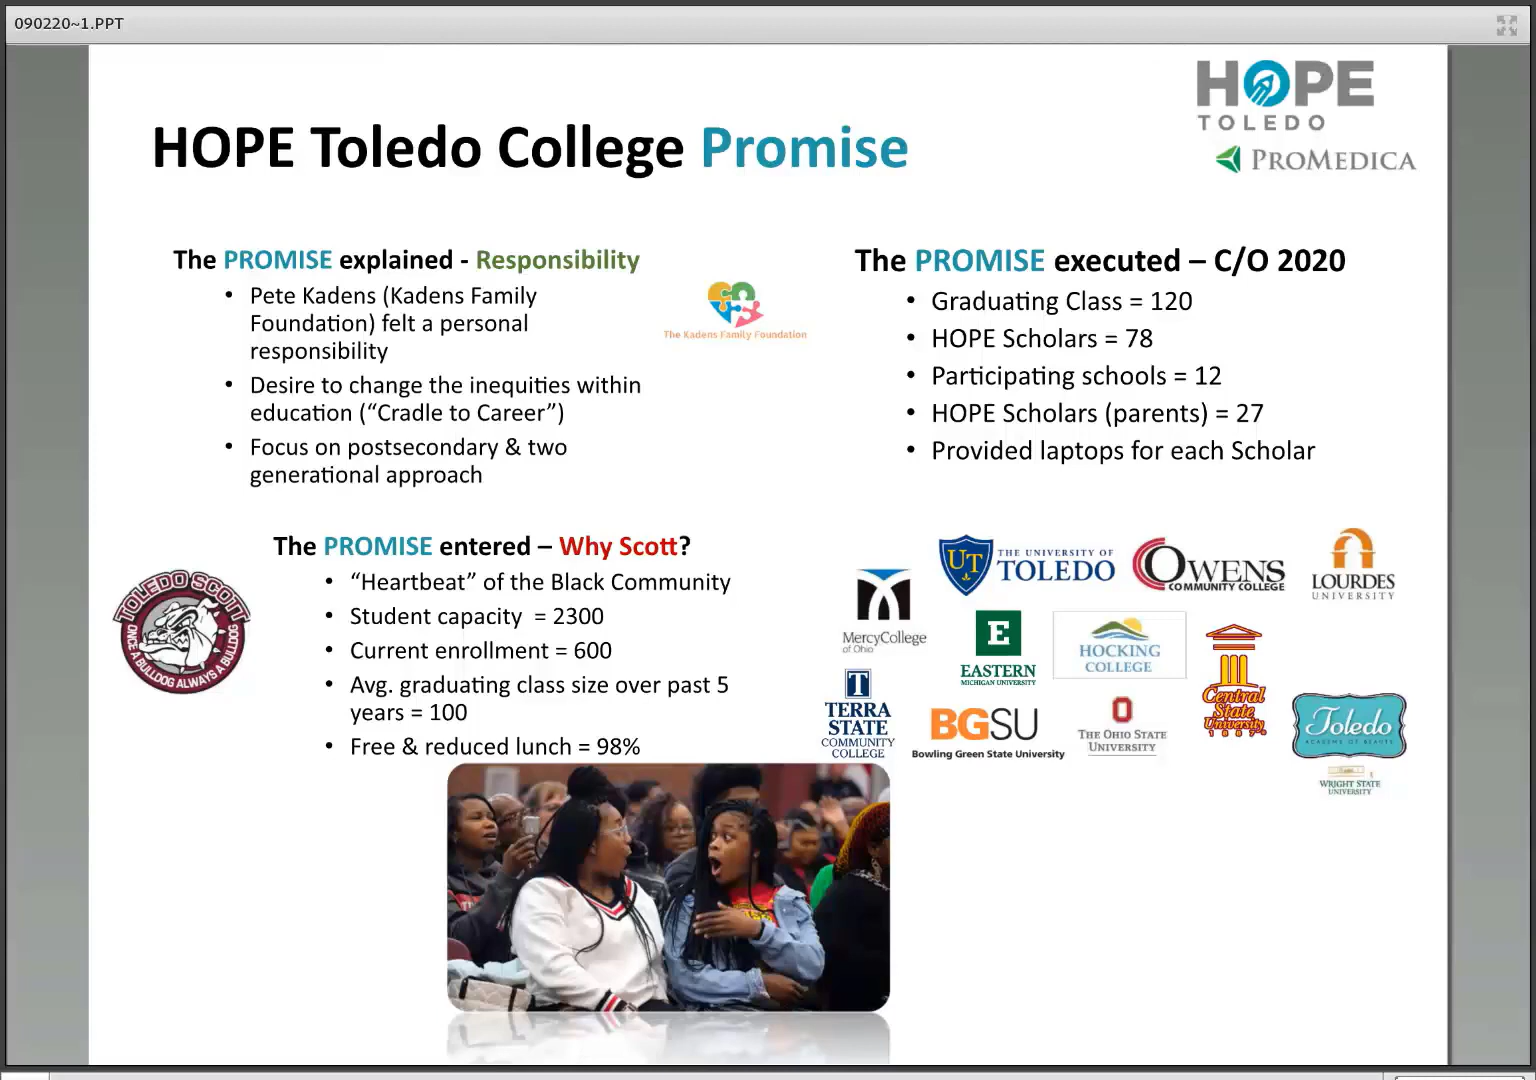 090220~1.PPT
HOPE
TOLEDO
PROMEDICA
HOPE Toledo College Promise
The PROMISE explained - Responsibility
• Pete Kadens (Kadens Family
Foundation) felt a personal
responsibility
• Desire to change the inequities within
education (“Cradle to Career”)
• Focus on postsecondary & two
generational approach
The Kadens Family Foundation
The PROMISE executed – C/O 2020
• Graduating Class = 120
• HOPE Scholars = 78
• Participating schools = 12
• HOPE Scholars (parents) = 27
• Provided laptops for each Scholar
The PROMISE entered – Why Scott?
• “Heartbeat” of the Black Community
• Student capacity = 2300
• Current enrollment = 600
• Avg. graduating class size over past 5
years = 100
• Free & reduced lunch = 98%
TOLEDO SCOTT
ONCE A BULLDOG ALWAYS A BULLDOG
MercyCollege
of Ohio
UT
THE UNIVERSITY OF
TOLEDO
OWENS
COMMUNITY COLLEGE
LOURDES
UNIVERSITY
E
EASTERN
MICHIGAN UNIVERSITY
HOCKING
COLLEGE
Central
State
University
1887
T
TERRA
STATE
COMMUNITY
COLLEGE
BGSU
Bowling Green State University
THE OHIO STATE
UNIVERSITY
Toledo
ACADEMY OF BEAUTY
WRIGHT STATE
UNIVERSITY